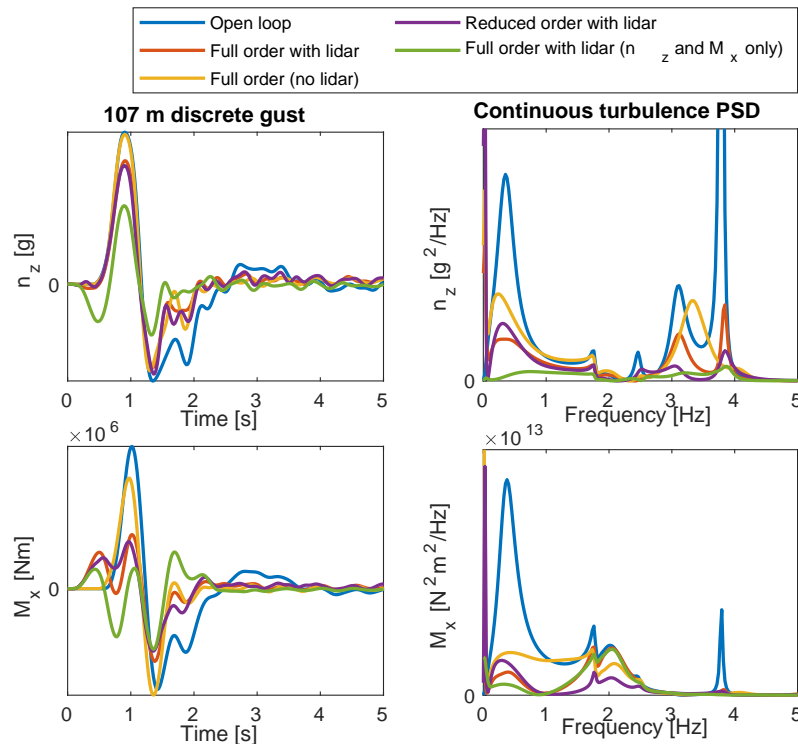 Open loop
Full order with lidar
Full order (no lidar)
Reduced order with lidar
Full order with lidar (n z and M x only)
107 m discrete gust
Continuous turbulence PSD
n z [g]
0
0 1 2 3 4 5
Time [s]
n z [g 2/Hz]
0
0 1 2 3 4 5
Frequency [Hz]
× 10 6
M x [Nm]
0
0 1 2 3 4 5
Time [s]
× 10 13
M x [N 2 m 2/Hz]
0
0 1 2 3 4 5
Frequency [Hz]